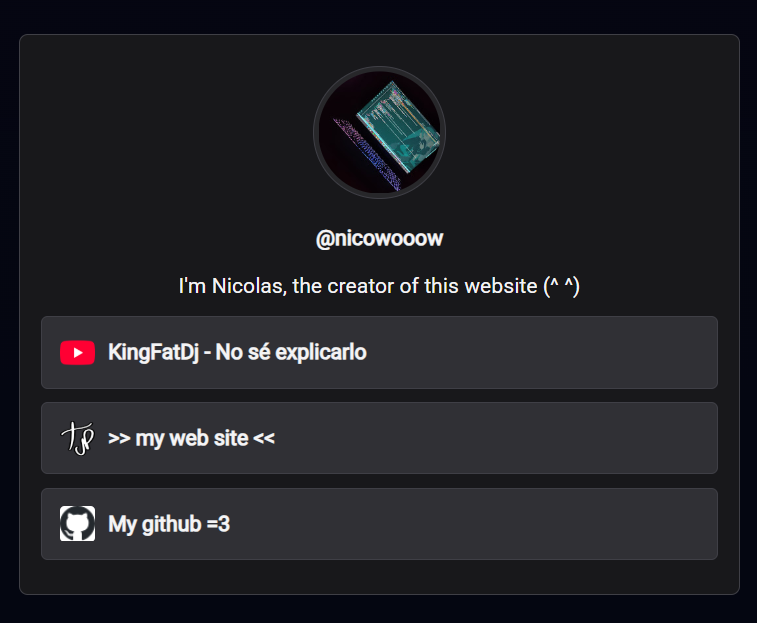 @nicowooow
I'm Nicolas, the creator of this website (^ ^)
KingFatDj - No sé explicarlo
>> my web site <<
My github =3